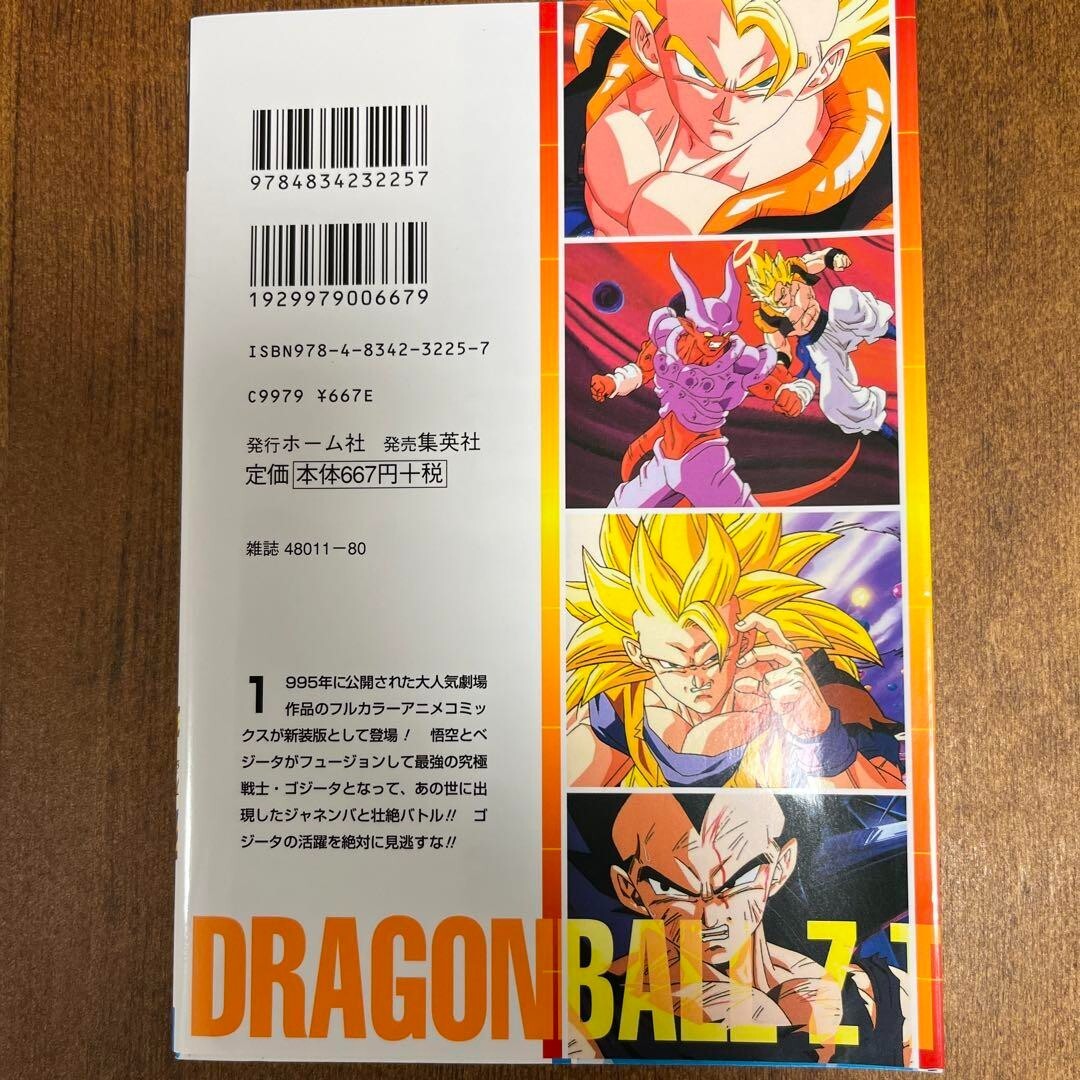 9784834232257
1929979006679
ISBN978-4-8342-3225-7
C9979 ¥667E
発行ホーム社 発売集英社
定価 本体667円+税
雑誌 48011-80
1995年に公開された大人気劇場
作品のフルカラーアニメコミッ
クスが新装版として登場! 悟空とベ
ジータがフュージョンして最強の究極
戦士・ゴジータとなって、あの世に出
現したジャネンバと壮絶バトル!! ゴ
ジータの活躍を絶対に見逃すな!!
DRAGON BALL Z T